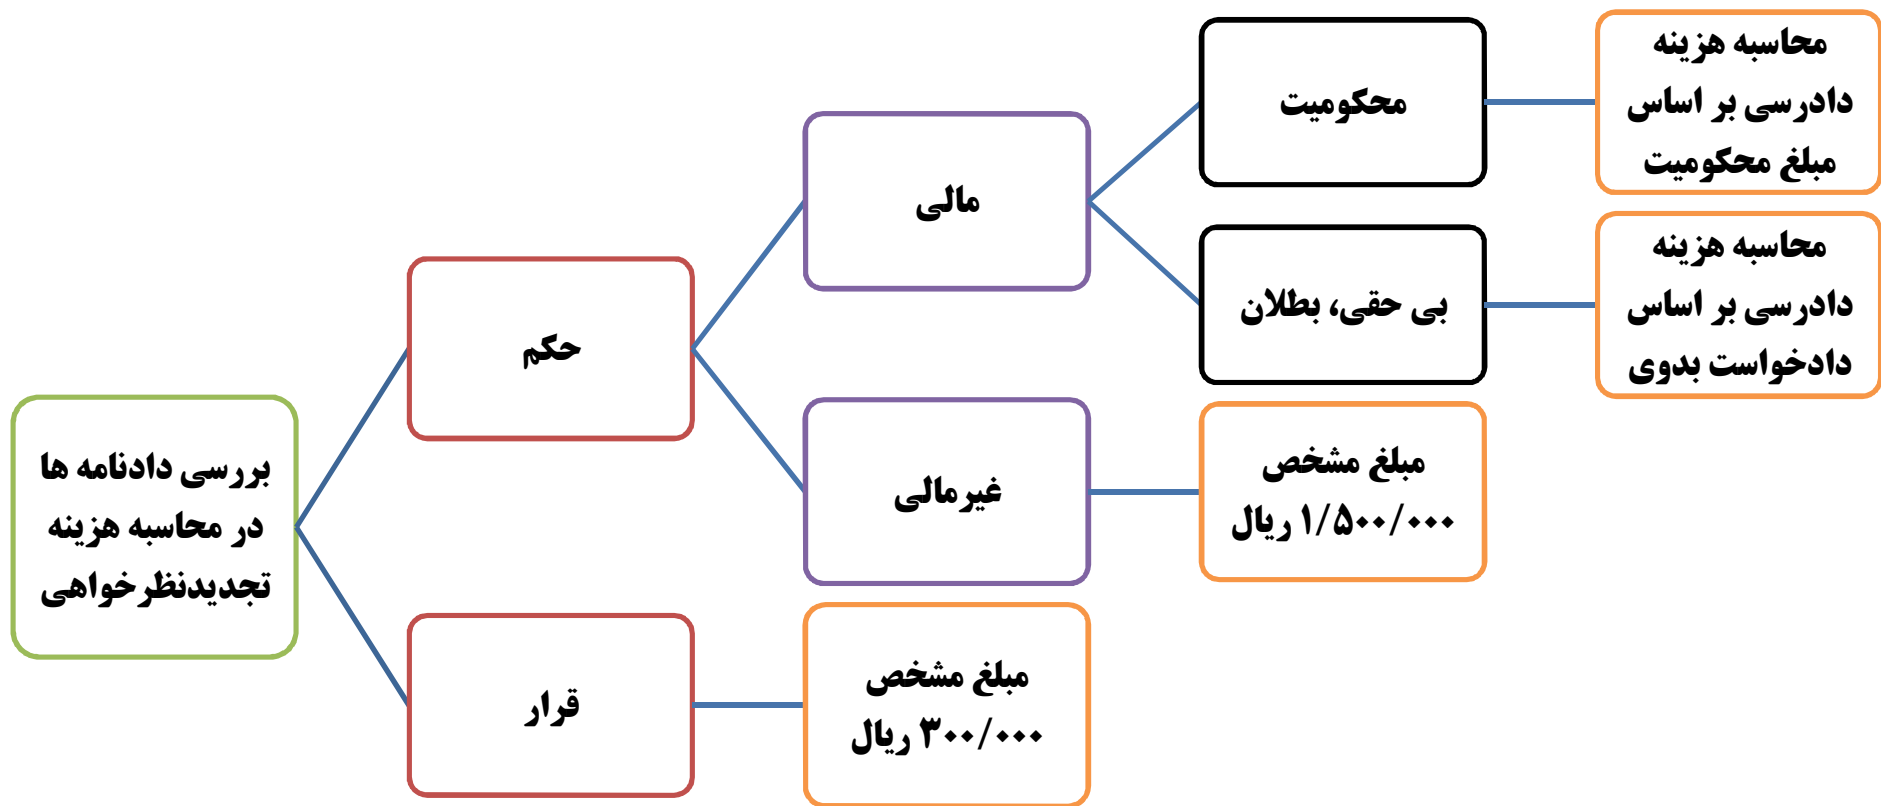 بررسی دادنامه ها
در محاسبه هزینه
تجدیدنظرخواهی
حکم
مالی
محکومیت
محاسبه هزینه
دادرسی بر اساس
مبلغ محکومیت
بی حقی، بطلان
محاسبه هزینه
دادرسی بر اساس
دادخواست بدوی
غیرمالی
مبلغ مشخص
۱/۵۰۰/۰۰۰ ریال
قرار
مبلغ مشخص
۳۰۰/۰۰۰ ریال